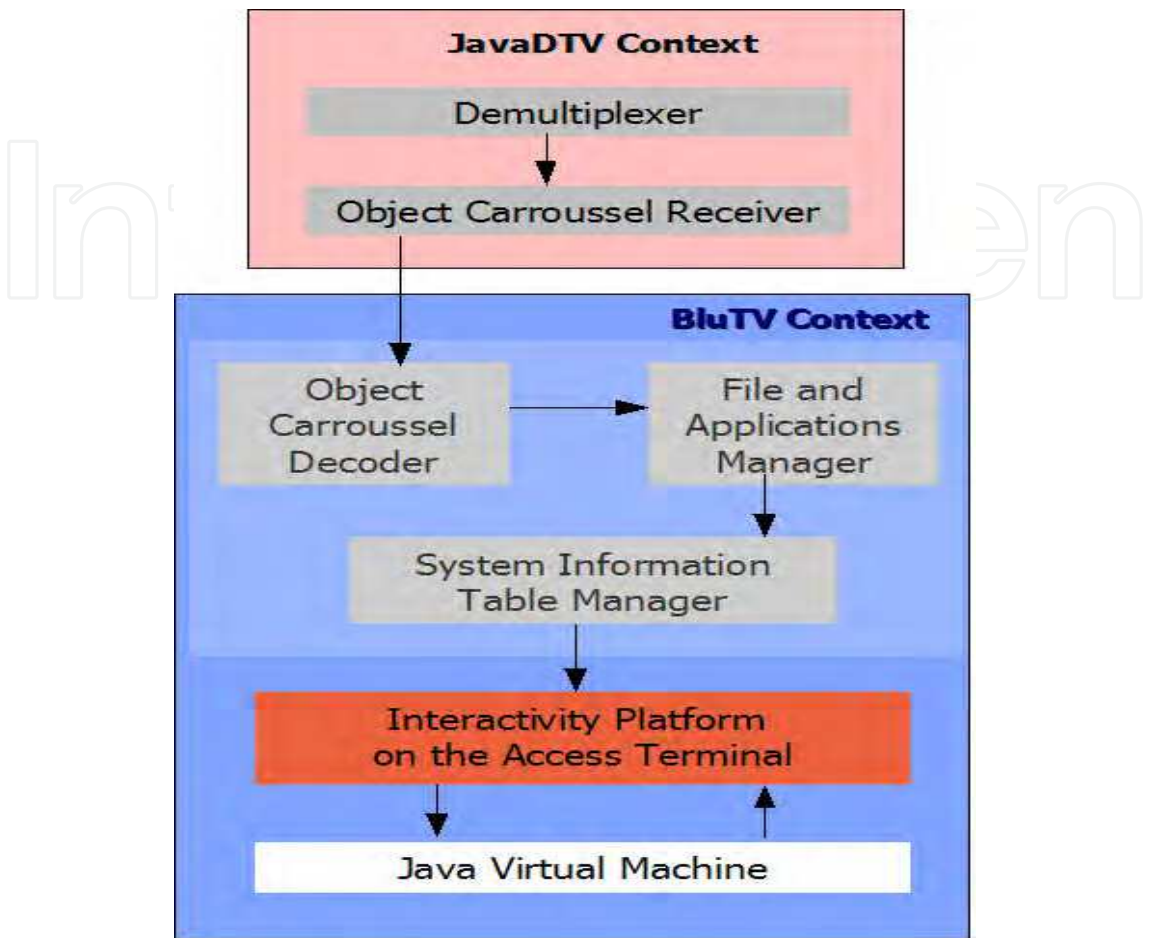 JavaDTV Context
Demultiplexer
Object Carroussel Receiver
BluTV Context
Object
Carroussel
Decoder
File and
Applications
Manager
System Information
Table Manager
Interactivity Platform
on the Access Terminal
Java Virtual Machine